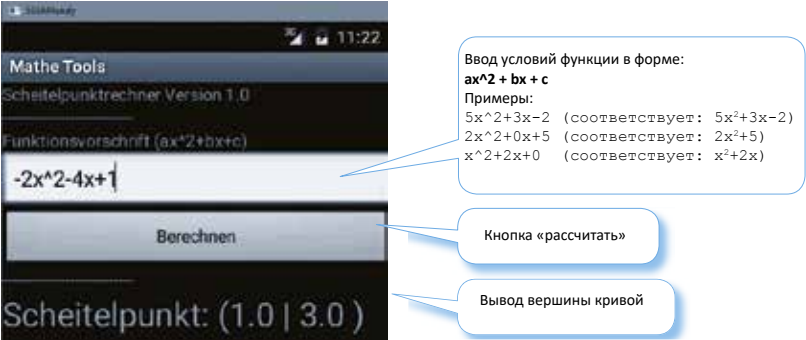 11:22
Mathe Tools
Scheitelpunktrechner Version 1.0
Funktionsvorschrift (ax^2+bx+c)
-2x^2-4x+1
Berechnen
Scheitelpunkt: (1.0 | 3.0 )
Ввод условий функции в форме:
ax^2 + bx + c
Примеры:
5x^2+3x-2 (соответствует: 5x²+3x-2)
2x^2+0x+5 (соответствует: 2x²+5)
x^2+2x+0 (соответствует: x²+2x)
Кнопка «рассчитать»
Вывод вершины кривой